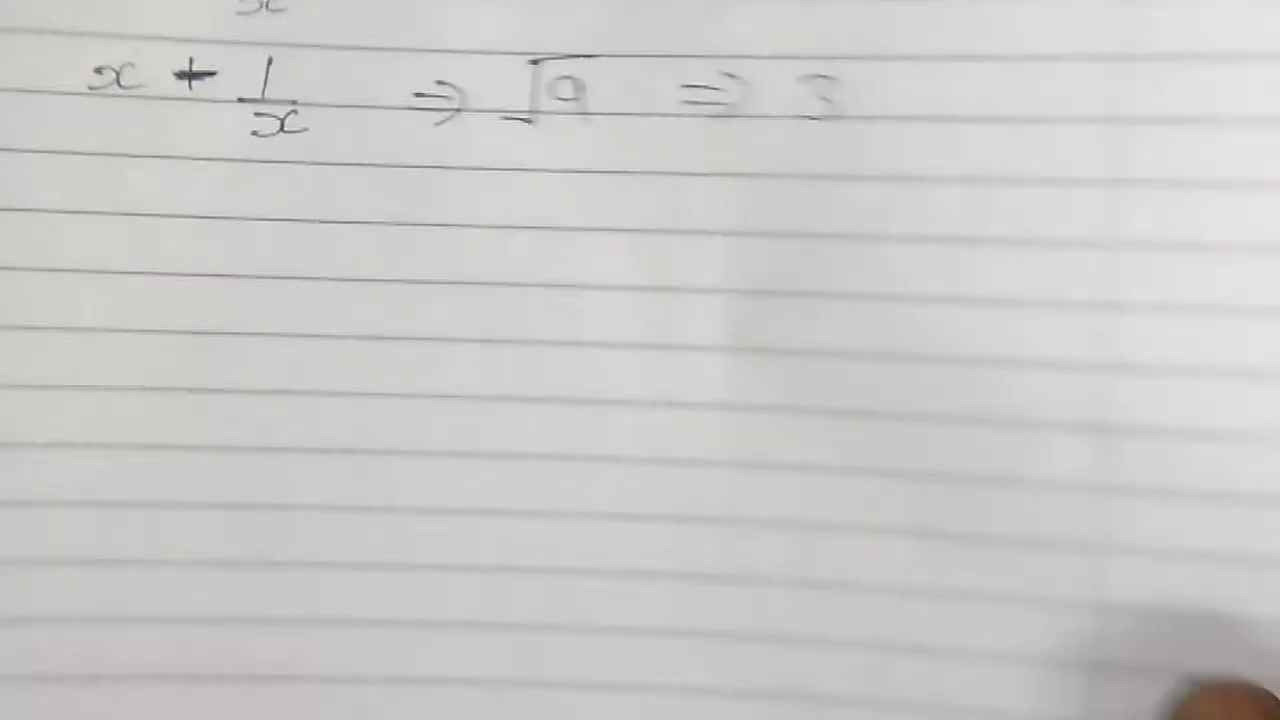 x
x + 1/x ⇒ √9 ⇒ 3